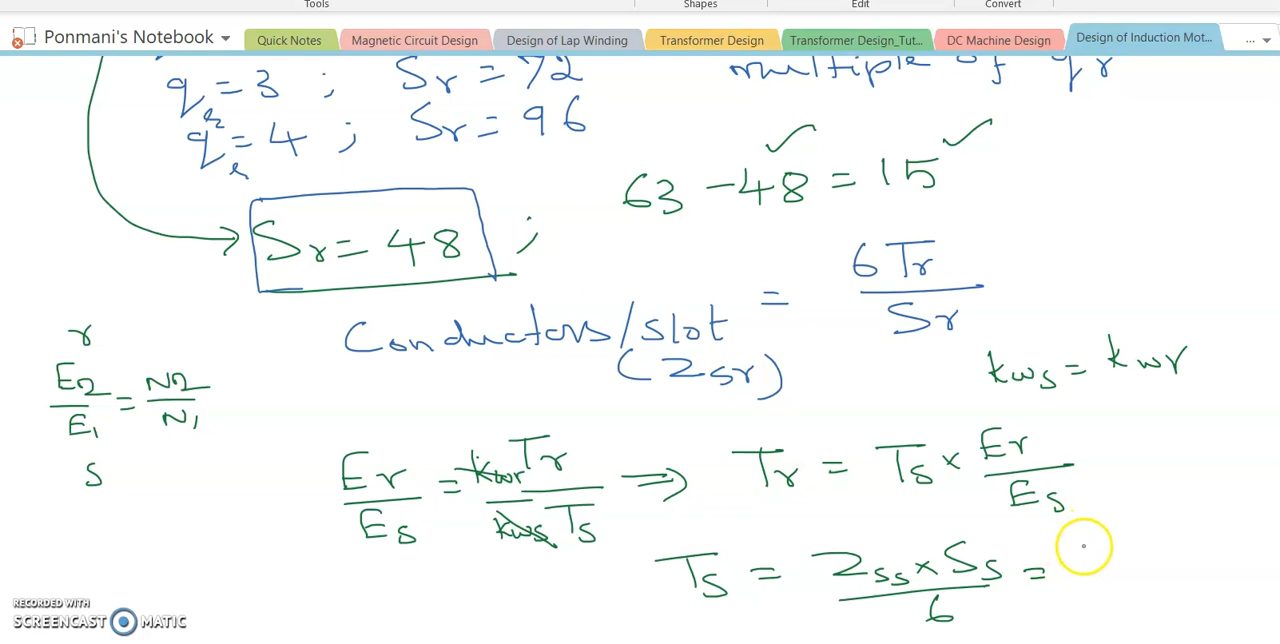 Tools Shapes Edit Convert
Ponmani's Notebook Quick Notes Magnetic Circuit Design Design of Lap Winding Transformer Design Transformer Design_Tut... DC Machine Design Design of Induction Mot... ...
q = 3 ; Sr = 72 multiple of qr
qr = 4 ; Sr = 96
63 - 48 = 15
Sr = 48 ;
Conductors/slot = 6Tr / Sr
(Zsr)
kws = kwr
r
E2 / E1 = N2 / N1
s
Er / Es = kwr Tr / kws Ts ⇒ Tr = Ts × Er / Es
Ts = Zss × Ss / 6 =
RECORDED WITH
SCREENCAST MATIC